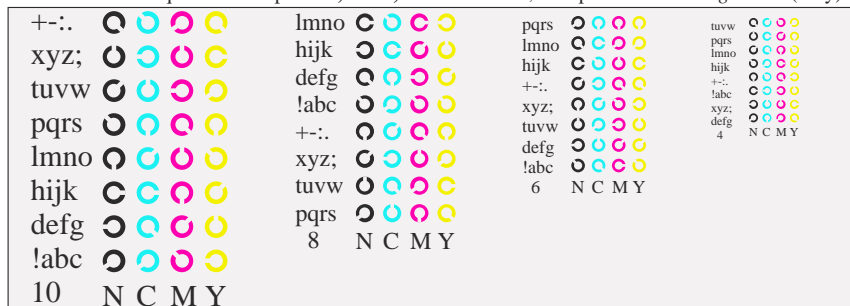 +-:.
xyz;
tuvw
pqrs
lmno
hijk
defg
!abc
10 N C M Y
lmno
hijk
defg
!abc
+-:.
xyz;
tuvw
pqrs
8 N C M Y
pqrs
lmno
hijk
+-:.
xyz;
tuvw
defg
!abc
6 N C M Y
tuvw
pqrs
lmno
hijk
+-:.
!abc
xyz;
defg
4 N C M Y